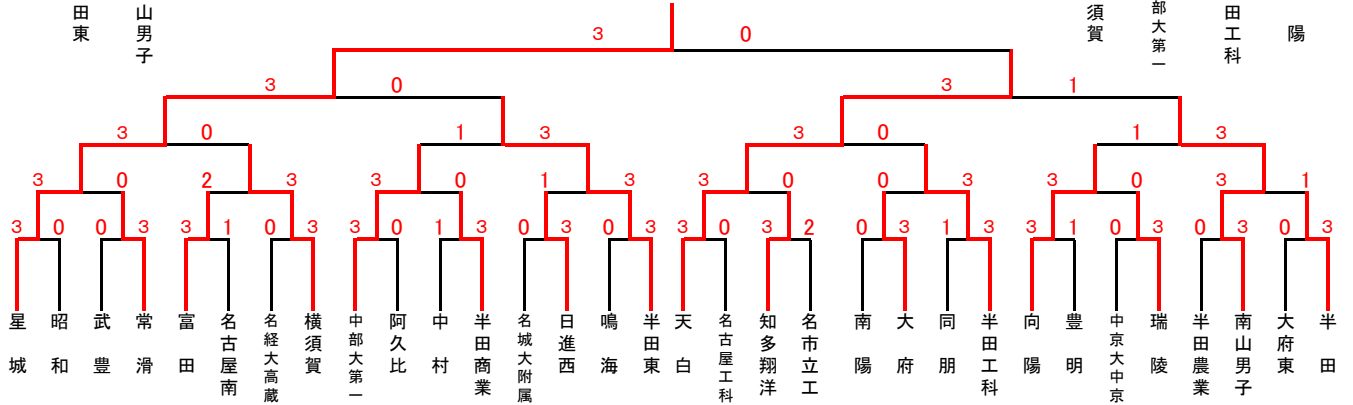 田東
山男子
須賀
部大第一
田工科
陽
3 0
3 0 3 1
3 0 1 3 3 0 1 3
3 0 2 3 3 0 1 3 3 0 0 3 3 0 3 1
3 0 0 3 3 1 0 3 3 0 1 3 0 3 0 3 3 0 3 2 0 3 1 3 3 1 0 3 0 3 0 3
星城
昭和
武豊
常滑
富田
名古屋南
名経大高蔵
横須賀
中部大第一
阿久比
中村
半田商業
名城大附属
日進西
鳴海
半田東
天白
名古屋工科
知多翔洋
名市立工
南陽
大府
同朋
半田工科
向陽
豊明
中京大中京
瑞陵
半田農業
南山男子
大府東
半田